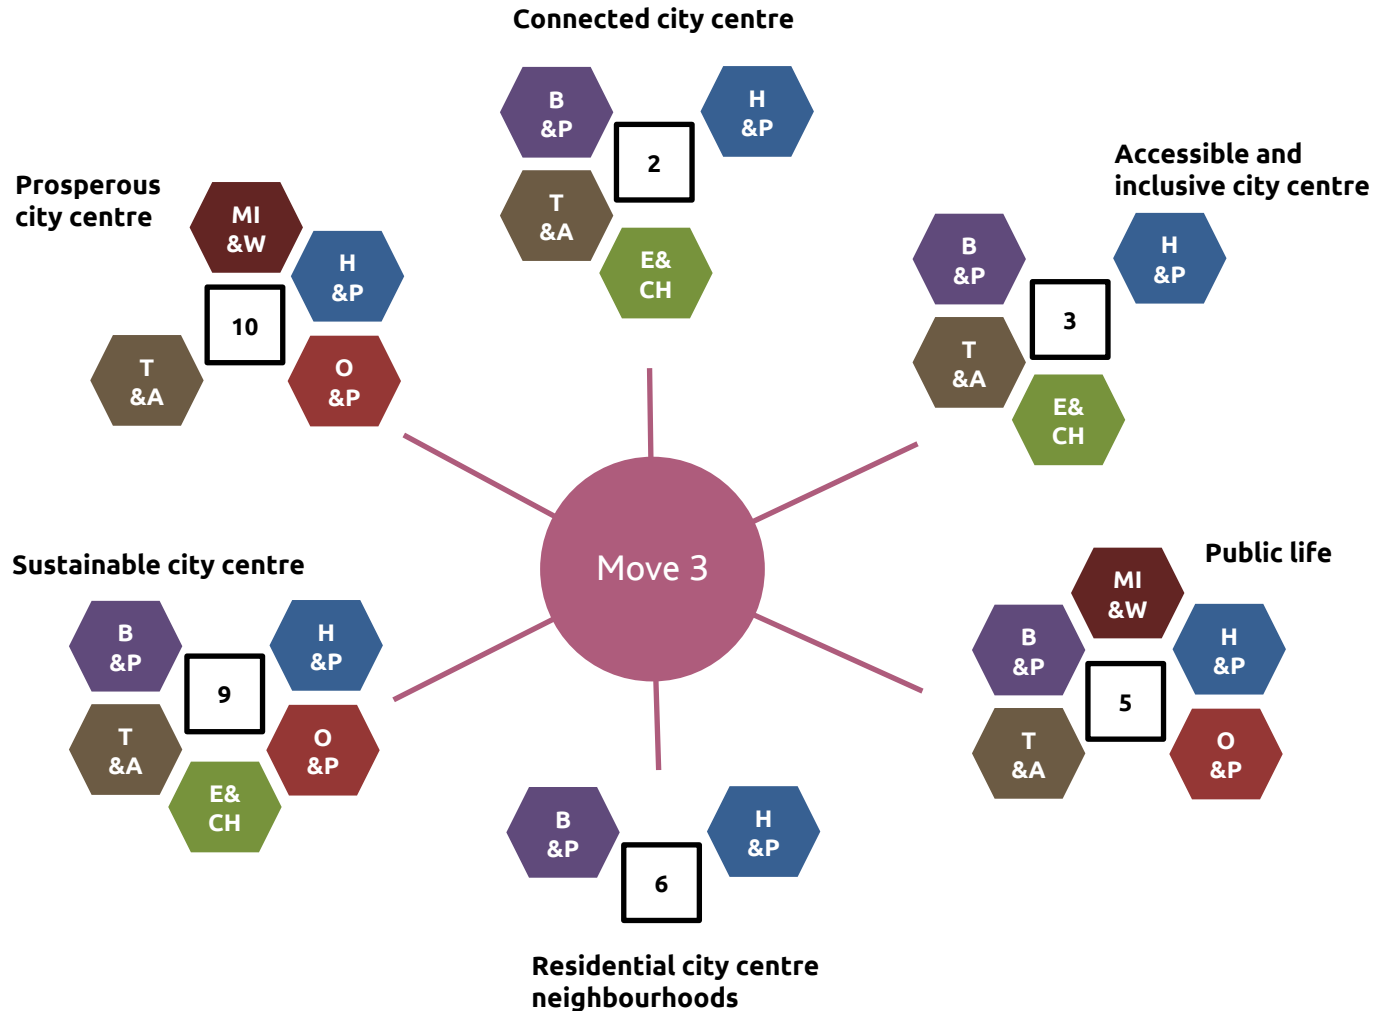 Connected city centre
B
&P
H
&P
2
T
&A
E&
CH
Accessible and
inclusive city centre
B
&P
H
&P
3
T
&A
E&
CH
Prosperous
city centre
MI
&W
H
&P
10
T
&A
O
&P
Move 3
Sustainable city centre
B
&P
H
&P
9
T
&A
O
&P
E&
CH
Public life
MI
&W
B
&P
H
&P
5
T
&A
O
&P
B
&P
H
&P
6
Residential city centre
neighbourhoods